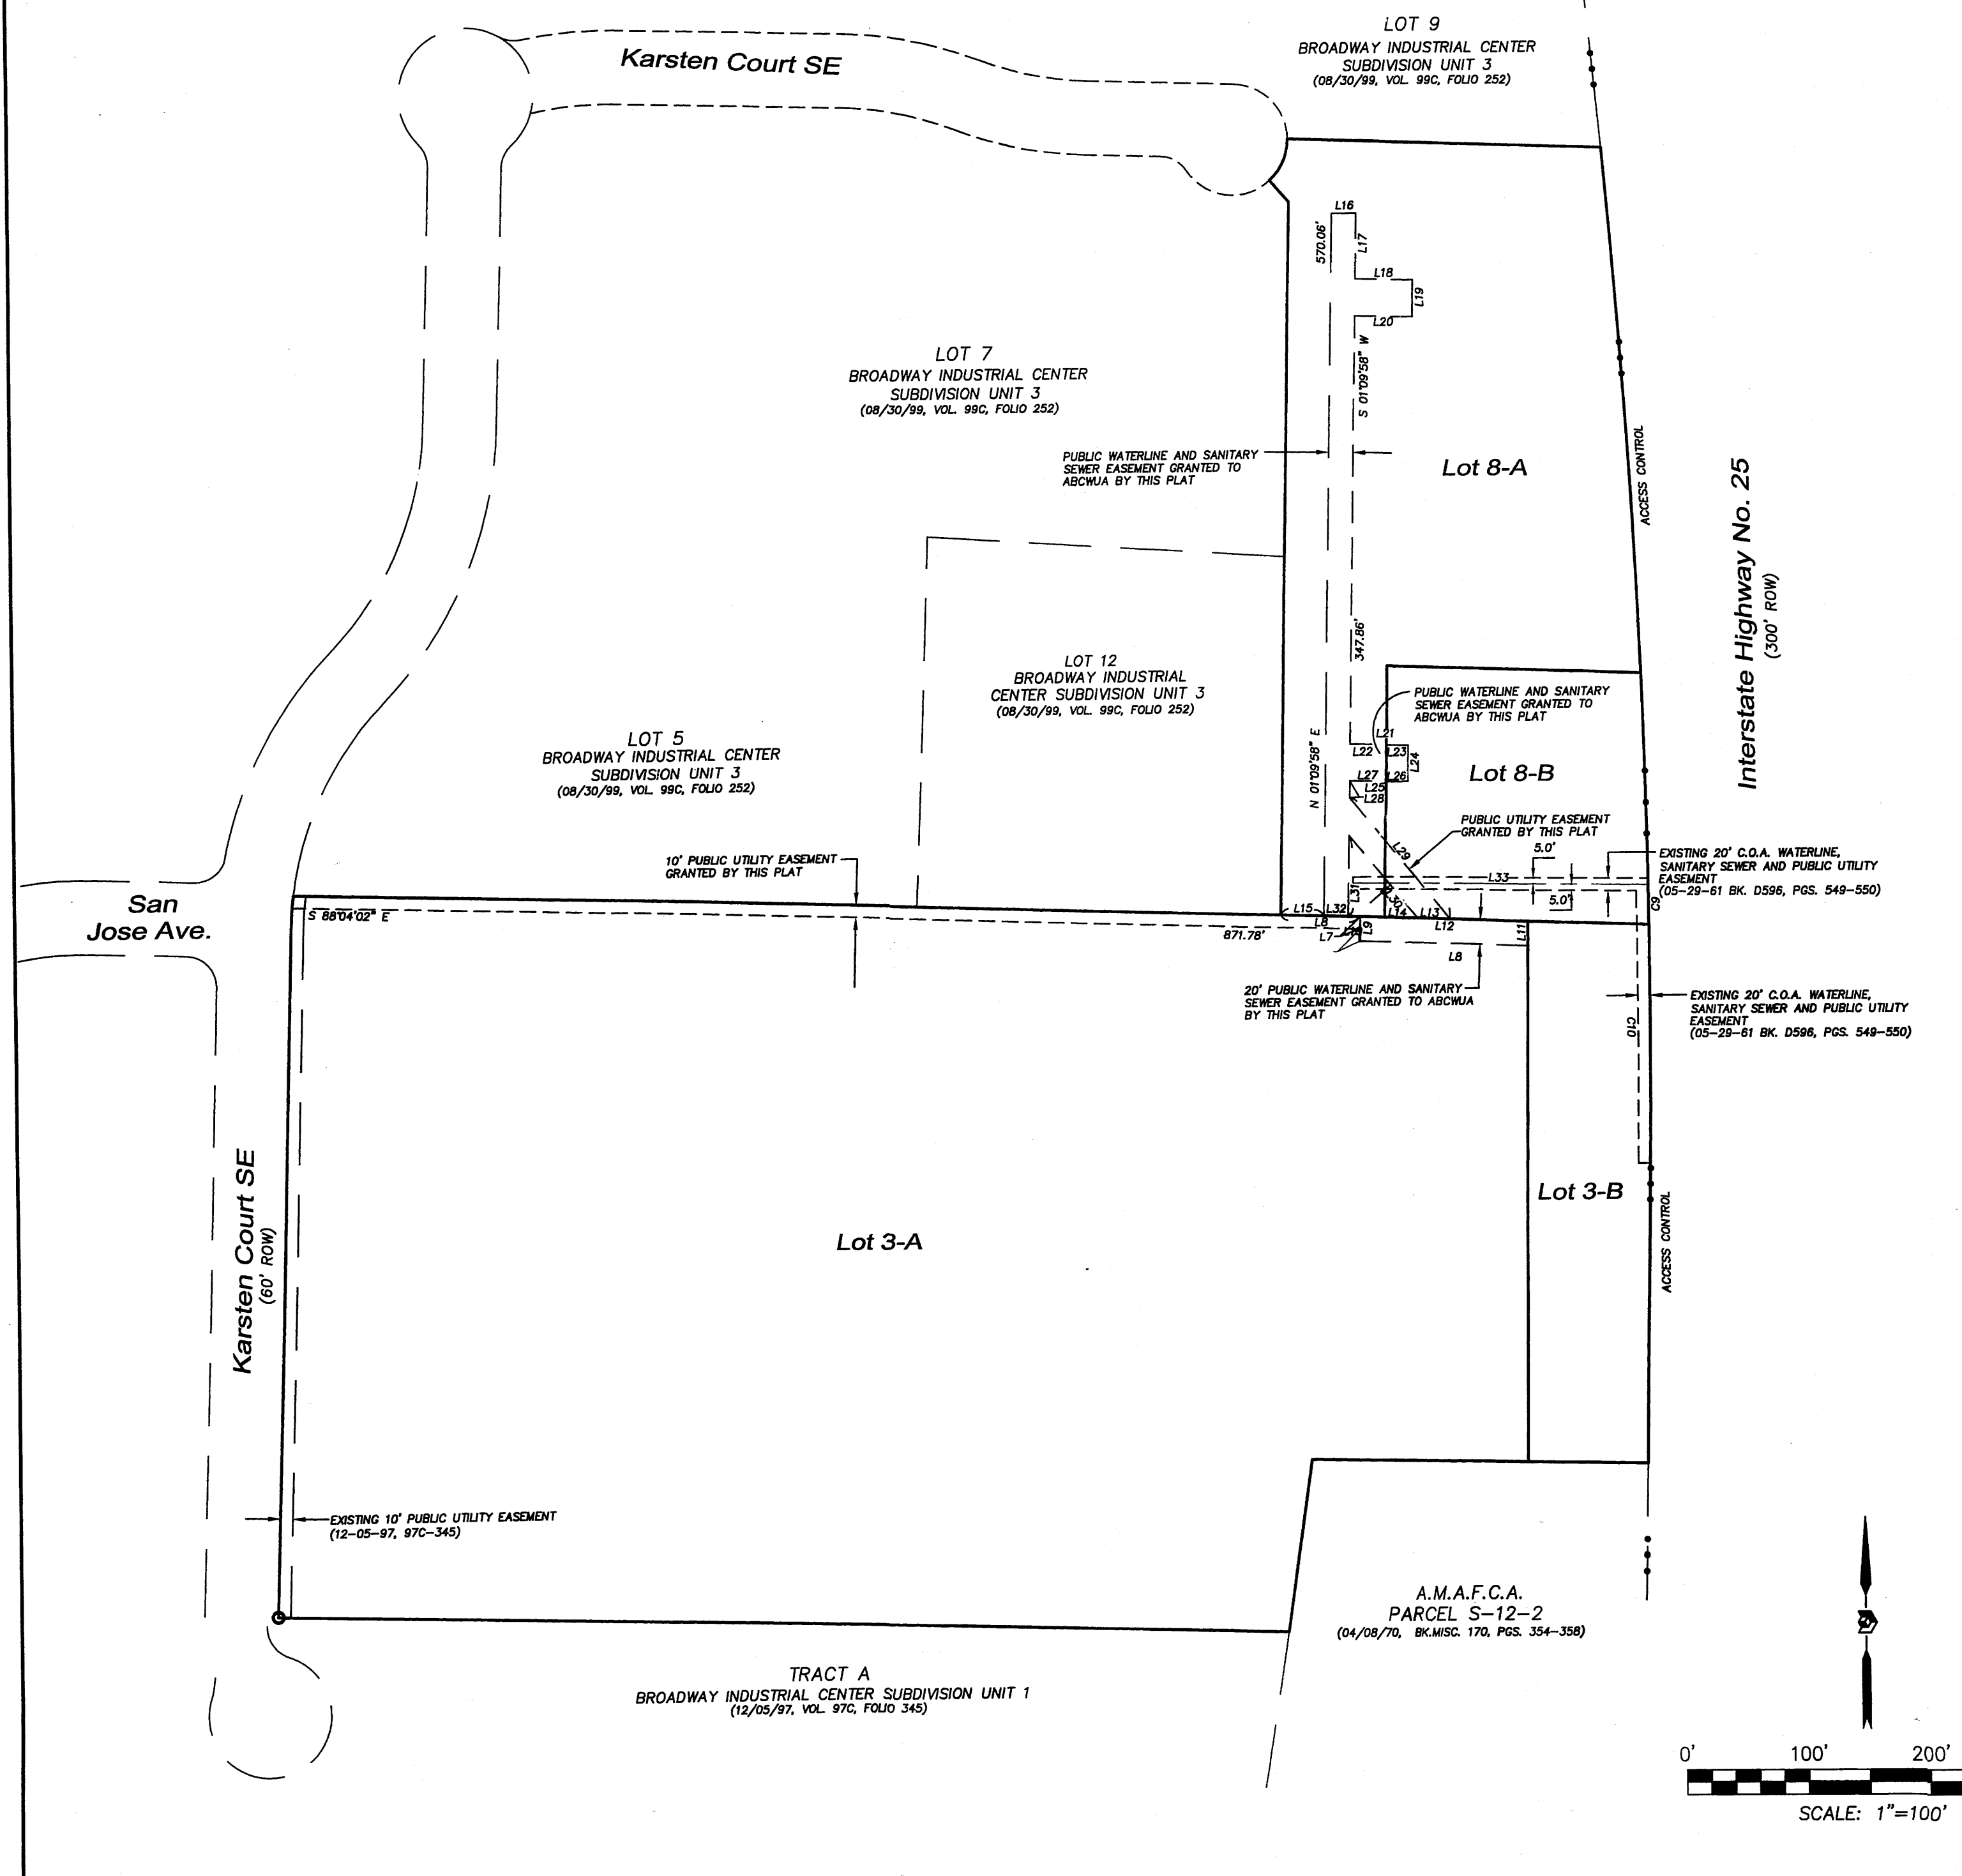 LOT 9
BROADWAY INDUSTRIAL CENTER
SUBDIVISION UNIT 3
(08/30/99, VOL. 99C, FOLIO 252)
Karsten Court SE
L16
570.06'
L17
L18
L19
L20
S 01°09'58" W
LOT 7
BROADWAY INDUSTRIAL CENTER
SUBDIVISION UNIT 3
(08/30/99, VOL. 99C, FOLIO 252)
PUBLIC WATERLINE AND SANITARY
SEWER EASEMENT GRANTED TO
ABCWUA BY THIS PLAT
Lot 8-A
ACCESS CONTROL
Interstate Highway No. 25
(300' ROW)
347.86'
LOT 12
BROADWAY INDUSTRIAL
CENTER SUBDIVISION UNIT 3
(08/30/99, VOL. 99C, FOLIO 252)
PUBLIC WATERLINE AND SANITARY
SEWER EASEMENT GRANTED TO
ABCWUA BY THIS PLAT
LOT 5
BROADWAY INDUSTRIAL CENTER
SUBDIVISION UNIT 3
(08/30/99, VOL. 99C, FOLIO 252)
N 01°09'58" E
L21
L22
L23
L24
L27
L26
L25
L28
Lot 8-B
PUBLIC UTILITY EASEMENT
GRANTED BY THIS PLAT
L29
5.0'
EXISTING 20' C.O.A. WATERLINE,
SANITARY SEWER AND PUBLIC UTILITY
EASEMENT
(05-29-61 BK. D596, PGS. 549-550)
10' PUBLIC UTILITY EASEMENT
GRANTED BY THIS PLAT
L33
L31
L30
5.0'
C9
San
Jose Ave.
S 88°04'02" E
L15
L32
L14
L13
L8
L12
L9
L11
871.78'
L7
L8
20' PUBLIC WATERLINE AND SANITARY
SEWER EASEMENT GRANTED TO ABCWUA
BY THIS PLAT
EXISTING 20' C.O.A. WATERLINE,
SANITARY SEWER AND PUBLIC UTILITY
EASEMENT
(05-29-61 BK. D596, PGS. 549-550)
C10
Karsten Court SE
(60' ROW)
Lot 3-A
Lot 3-B
ACCESS CONTROL
EXISTING 10' PUBLIC UTILITY EASEMENT
(12-05-97, 97C-345)
A.M.A.F.C.A.
PARCEL S-12-2
(04/08/70, BK.MISC. 170, PGS. 354-358)
TRACT A
BROADWAY INDUSTRIAL CENTER SUBDIVISION UNIT 1
(12/05/97, VOL. 97C, FOLIO 345)
0' 100' 200'
SCALE: 1"=100'